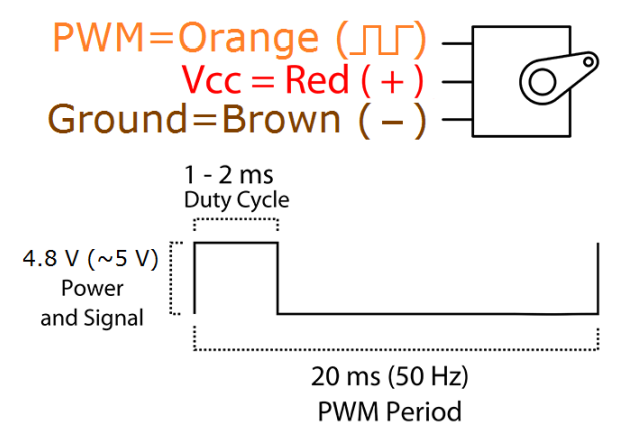 PWM=Orange (⎍⎍)
Vcc = Red ( + )
Ground=Brown ( − )
1 - 2 ms
Duty Cycle
4.8 V (~5 V)
Power
and Signal
20 ms (50 Hz)
PWM Period